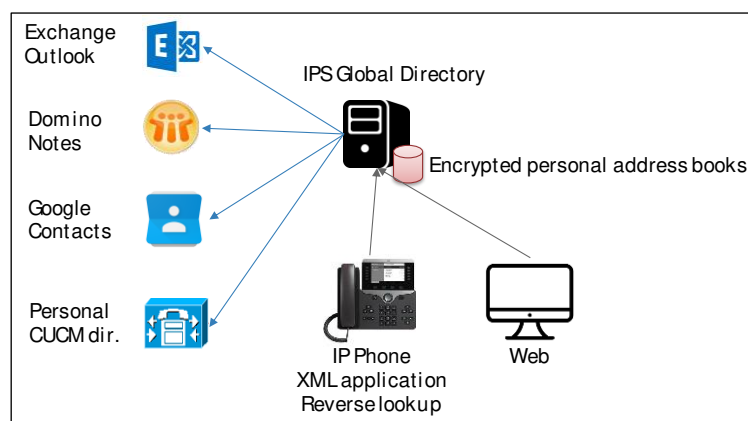 Exchange
Outlook
IPS Global Directory
Domino
Notes
Encrypted personal address books
Google
Contacts
Personal
CUCM dir.
IP Phone
XML application
Reverse lookup
Web